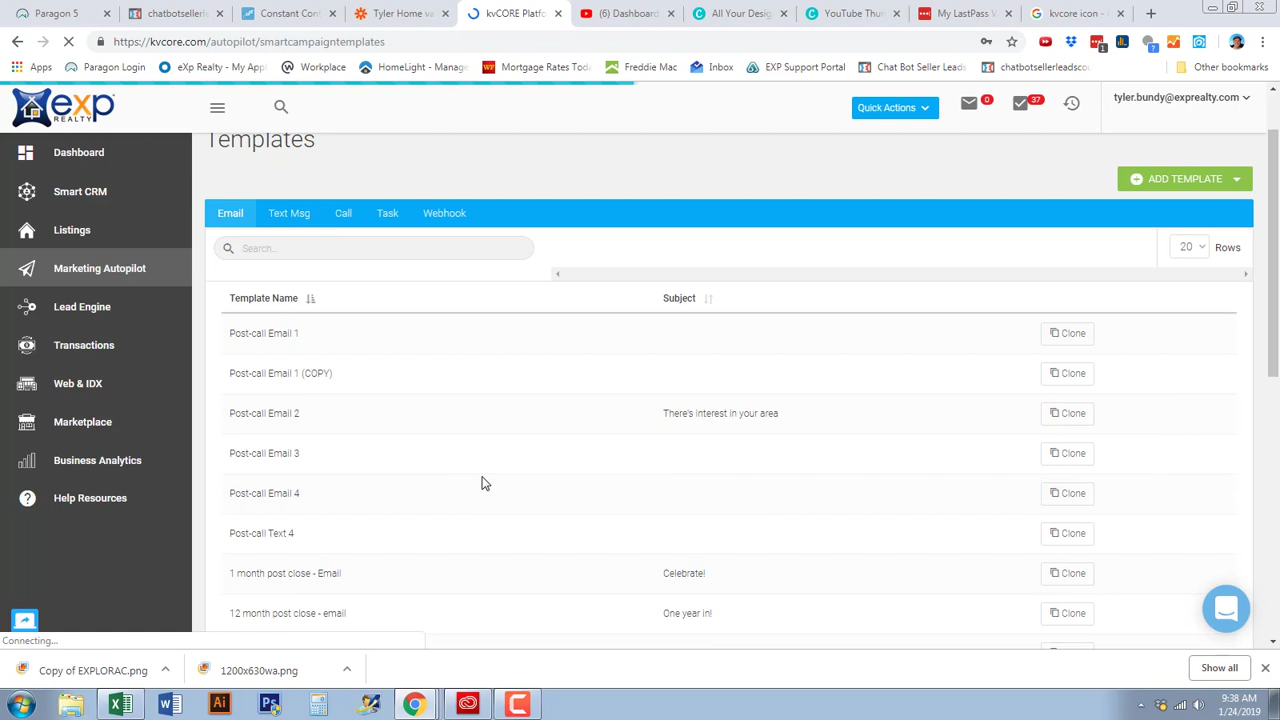 Paragon 5
chatbotsellerle
Constant Cont
Tyler Home va
kvCORE Platfo
(6) Dashboard
All Your Desig
YouTube Thu
My LastPass V
kvcore icon -
https://kvcore.com/autopilot/smartcampaigntemplates
1
?
Apps
Paragon Login
eXp Realty - My App
Workplace
HomeLight - Manage
Mortgage Rates Toda
Freddie Mac
Inbox
EXP Support Portal
Chat Bot Seller Leads
chatbotsellerleadscou
Other bookmarks
exp
REALTY
Quick Actions
0
37
tyler.bundy@exprealty.com
Dashboard
Smart CRM
Listings
Marketing Autopilot
Lead Engine
Transactions
Web & IDX
Marketplace
Business Analytics
Help Resources
Templates
ADD TEMPLATE
Email Text Msg Call Task Webhook
Search...
20 Rows
Template Name Subject
Post-call Email 1 Clone
Post-call Email 1 (COPY) Clone
Post-call Email 2 There's interest in your area Clone
Post-call Email 3 Clone
Post-call Email 4 Clone
Post-call Text 4 Clone
1 month post close - Email Celebrate! Clone
12 month post close - email One year in! Clone
Connecting...
Copy of EXPLORAC.png
1200x630wa.png
Show all
9:38 AM
1/24/2019